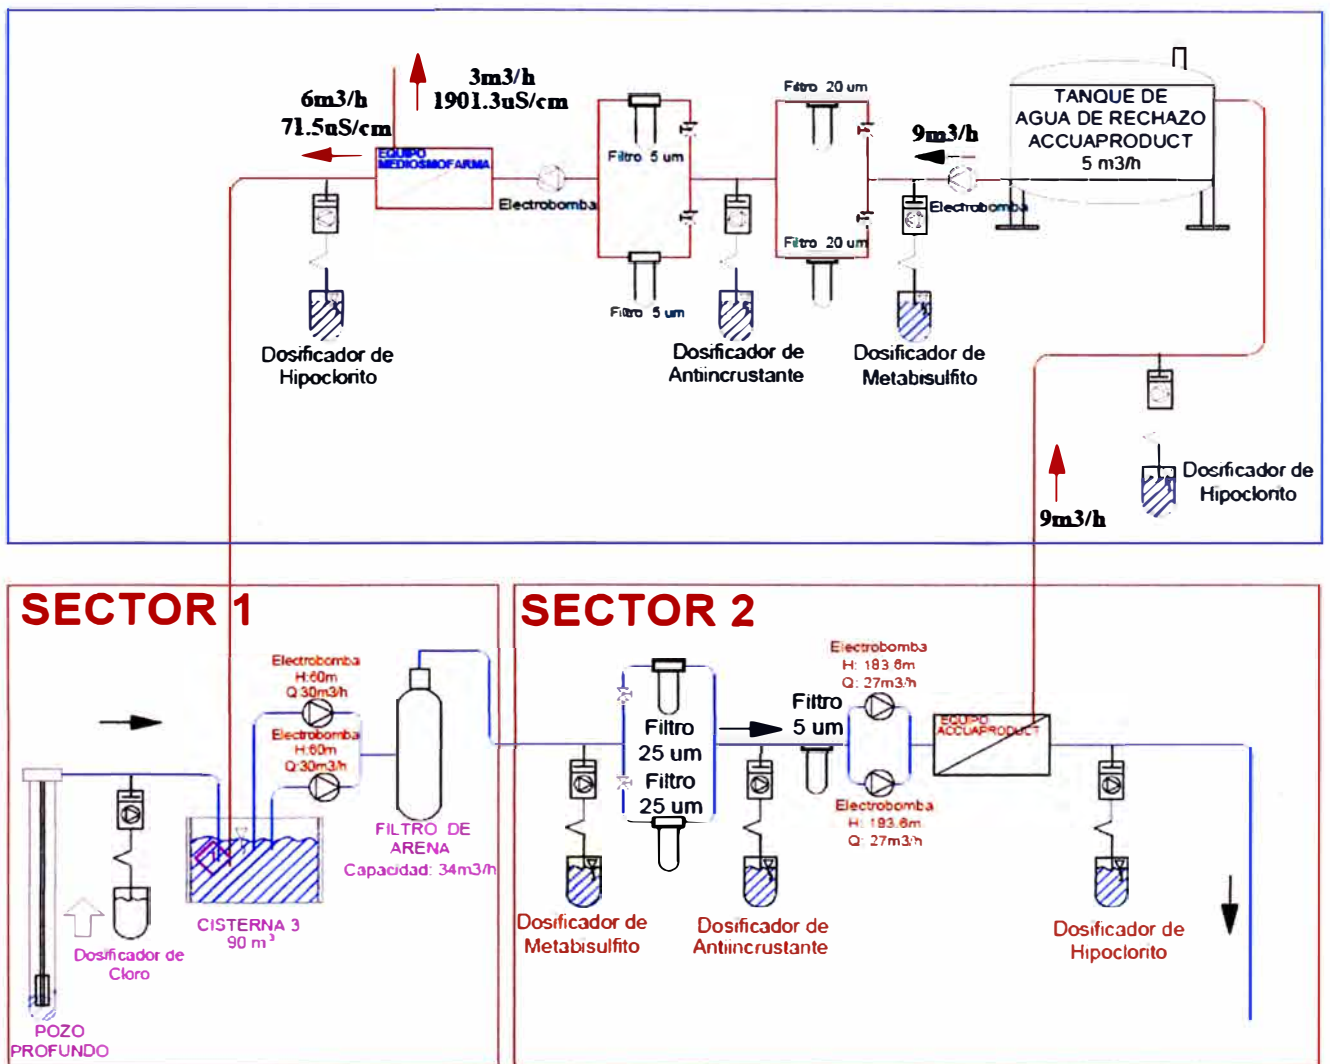 3m3/h
1901.3uS/cm
6m3/h
71.5uS/cm
EQUIPO
MEDIOSMOFARMA
Electrobomba
Filtro 5 um
Filtro 5 um
Filtro 20 um
Filtro 20 um
9m3/h
Electrobomba
TANQUE DE
AGUA DE RECHAZO
ACCUAPRODUCT
5 m3/h
Dosificador de
Hipoclorito
Dosificador de
Antiincrustante
Dosificador de
Metabisulfito
Dosificador de
Hipoclorito
9m3/h
SECTOR 1
Electrobomba
H:60m
Q:30m3/h
Electrobomba
H:60m
Q:30m3/h
FILTRO DE
ARENA
Capacidad: 34m3/h
CISTERNA 3
90 m³
Dosificador de
Cloro
POZO
PROFUNDO
SECTOR 2
Filtro
25 um
Filtro
25 um
Filtro
5 um
Electrobomba
H: 183.6m
Q: 27m3/h
Electrobomba
H: 183.6m
Q: 27m3/h
EQUIPO
ACCUAPRODUCT
Dosificador de
Metabisulfito
Dosificador de
Antiincrustante
Dosificador de
Hipoclorito